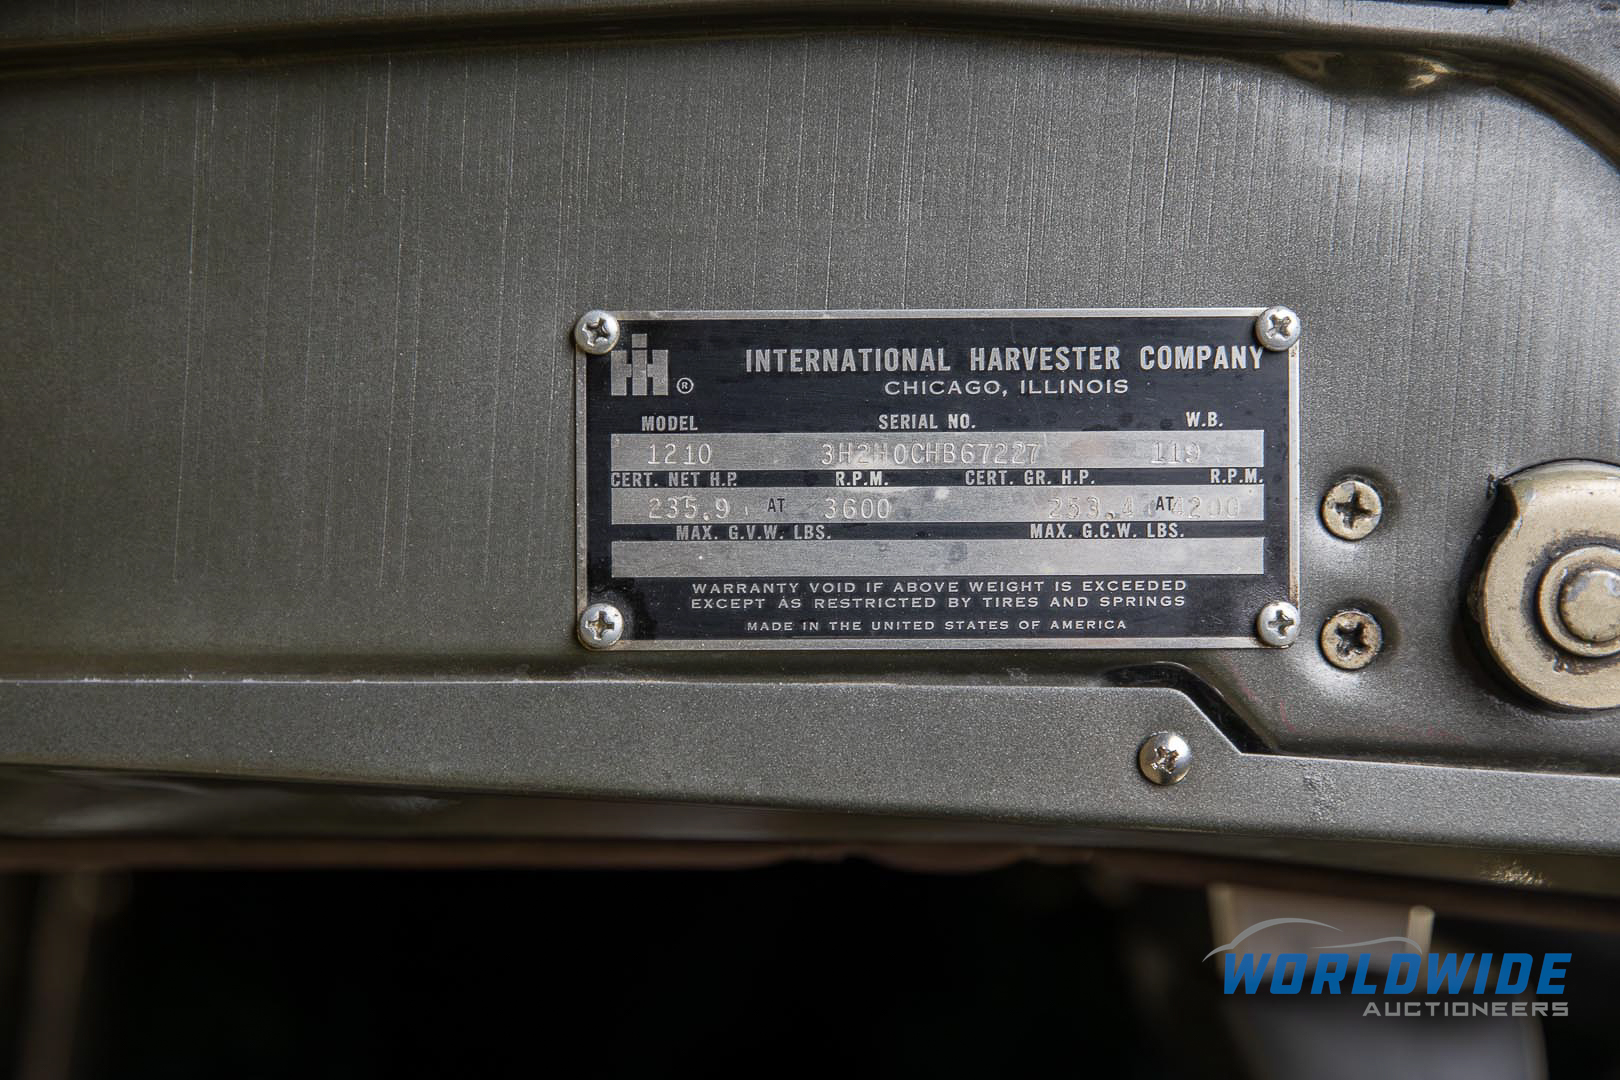 IH ®
INTERNATIONAL HARVESTER COMPANY
CHICAGO, ILLINOIS
MODEL SERIAL NO. W.B.
1210 3H2H0CHB67227 119
CERT. NET H.P. R.P.M. CERT. GR. H.P. R.P.M.
235.9 AT 3600 253.4 AT 4200
MAX. G.V.W. LBS. MAX. G.C.W. LBS.
WARRANTY VOID IF ABOVE WEIGHT IS EXCEEDED
EXCEPT AS RESTRICTED BY TIRES AND SPRINGS
MADE IN THE UNITED STATES OF AMERICA
WORLDWIDE
AUCTIONEERS